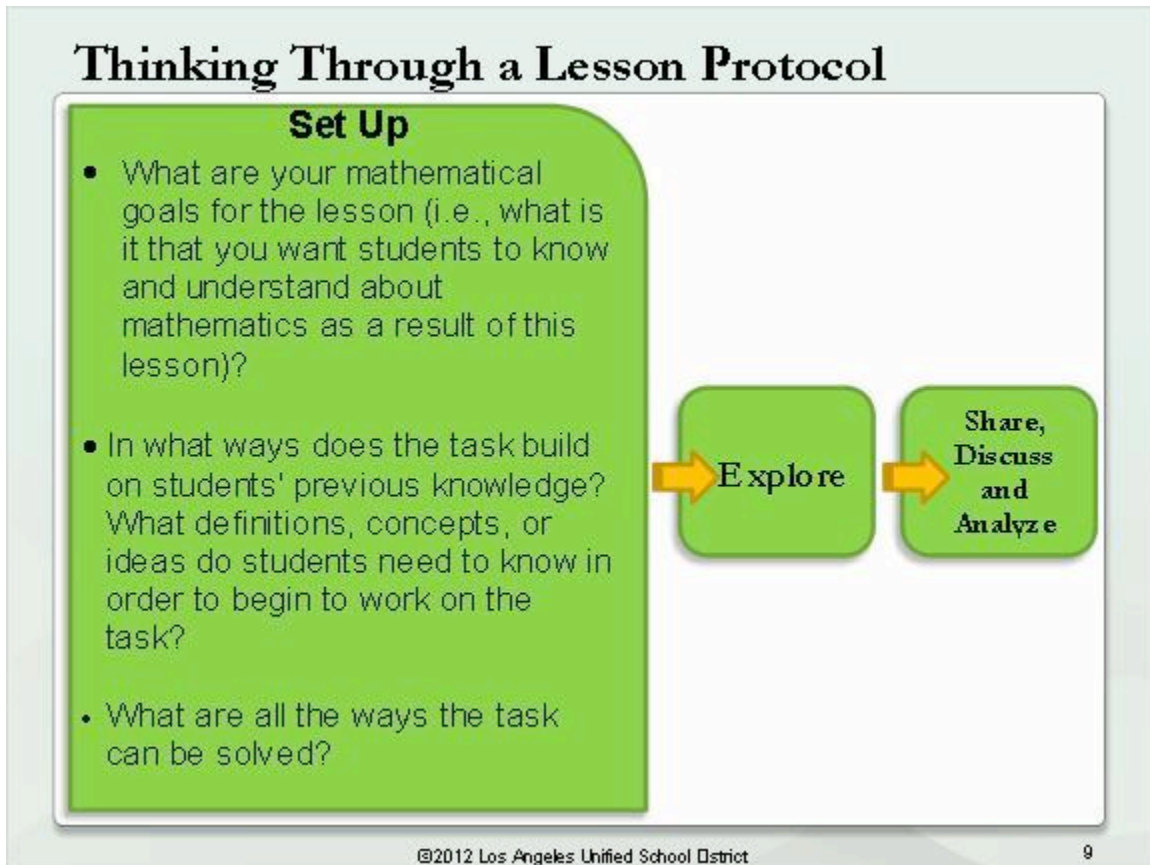 Thinking Through a Lesson Protocol
Set Up
• What are your mathematical
goals for the lesson (i.e., what is
it that you want students to know
and understand about
mathematics as a result of this
lesson)?
• In what ways does the task build
on students' previous knowledge?
What definitions, concepts, or
ideas do students need to know in
order to begin to work on the
task?
• What are all the ways the task
can be solved?
Explore
Share,
Discuss
and
Analyze
©2012 Los Angeles Unified School District
9